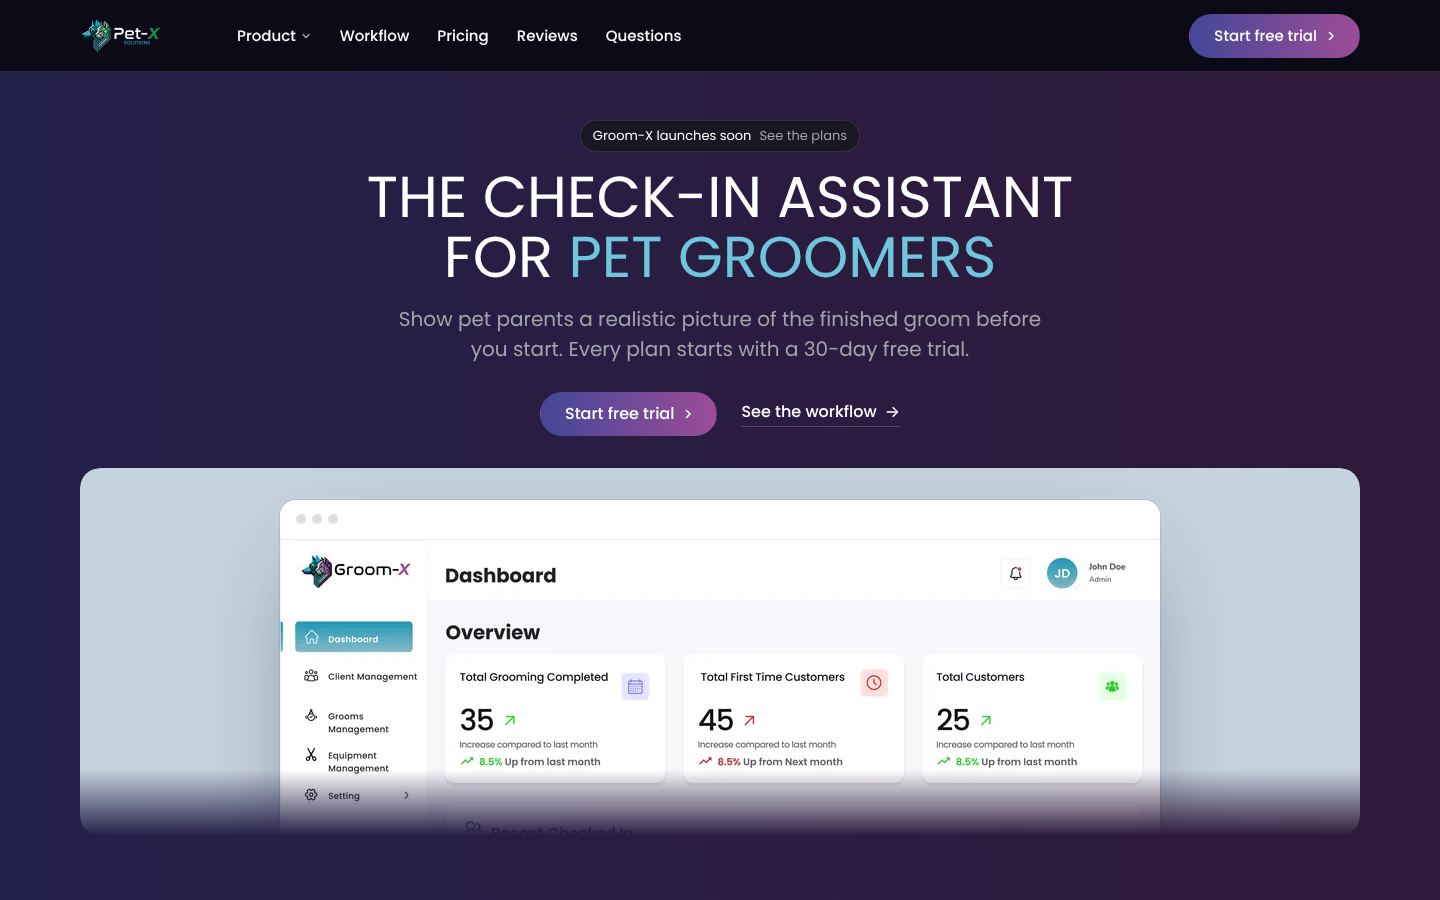 Pet-X
SOLUTIONS
Product
Workflow
Pricing
Reviews
Questions
Start free trial
Groom-X launches soon See the plans
THE CHECK-IN ASSISTANT
FOR PET GROOMERS
Show pet parents a realistic picture of the finished groom before
you start. Every plan starts with a 30-day free trial.
Start free trial
See the workflow
Groom-X
Dashboard
JD
John Doe
Admin
Dashboard
Client Management
Grooms
Management
Equipment
Management
Setting
Overview
Total Grooming Completed
35
Increase compared to last month
8.5% Up from last month
Total First Time Customers
45
Increase compared to last month
8.5% Up from Next month
Total Customers
25
Increase compared to last month
8.5% Up from last month
Recent Checked In